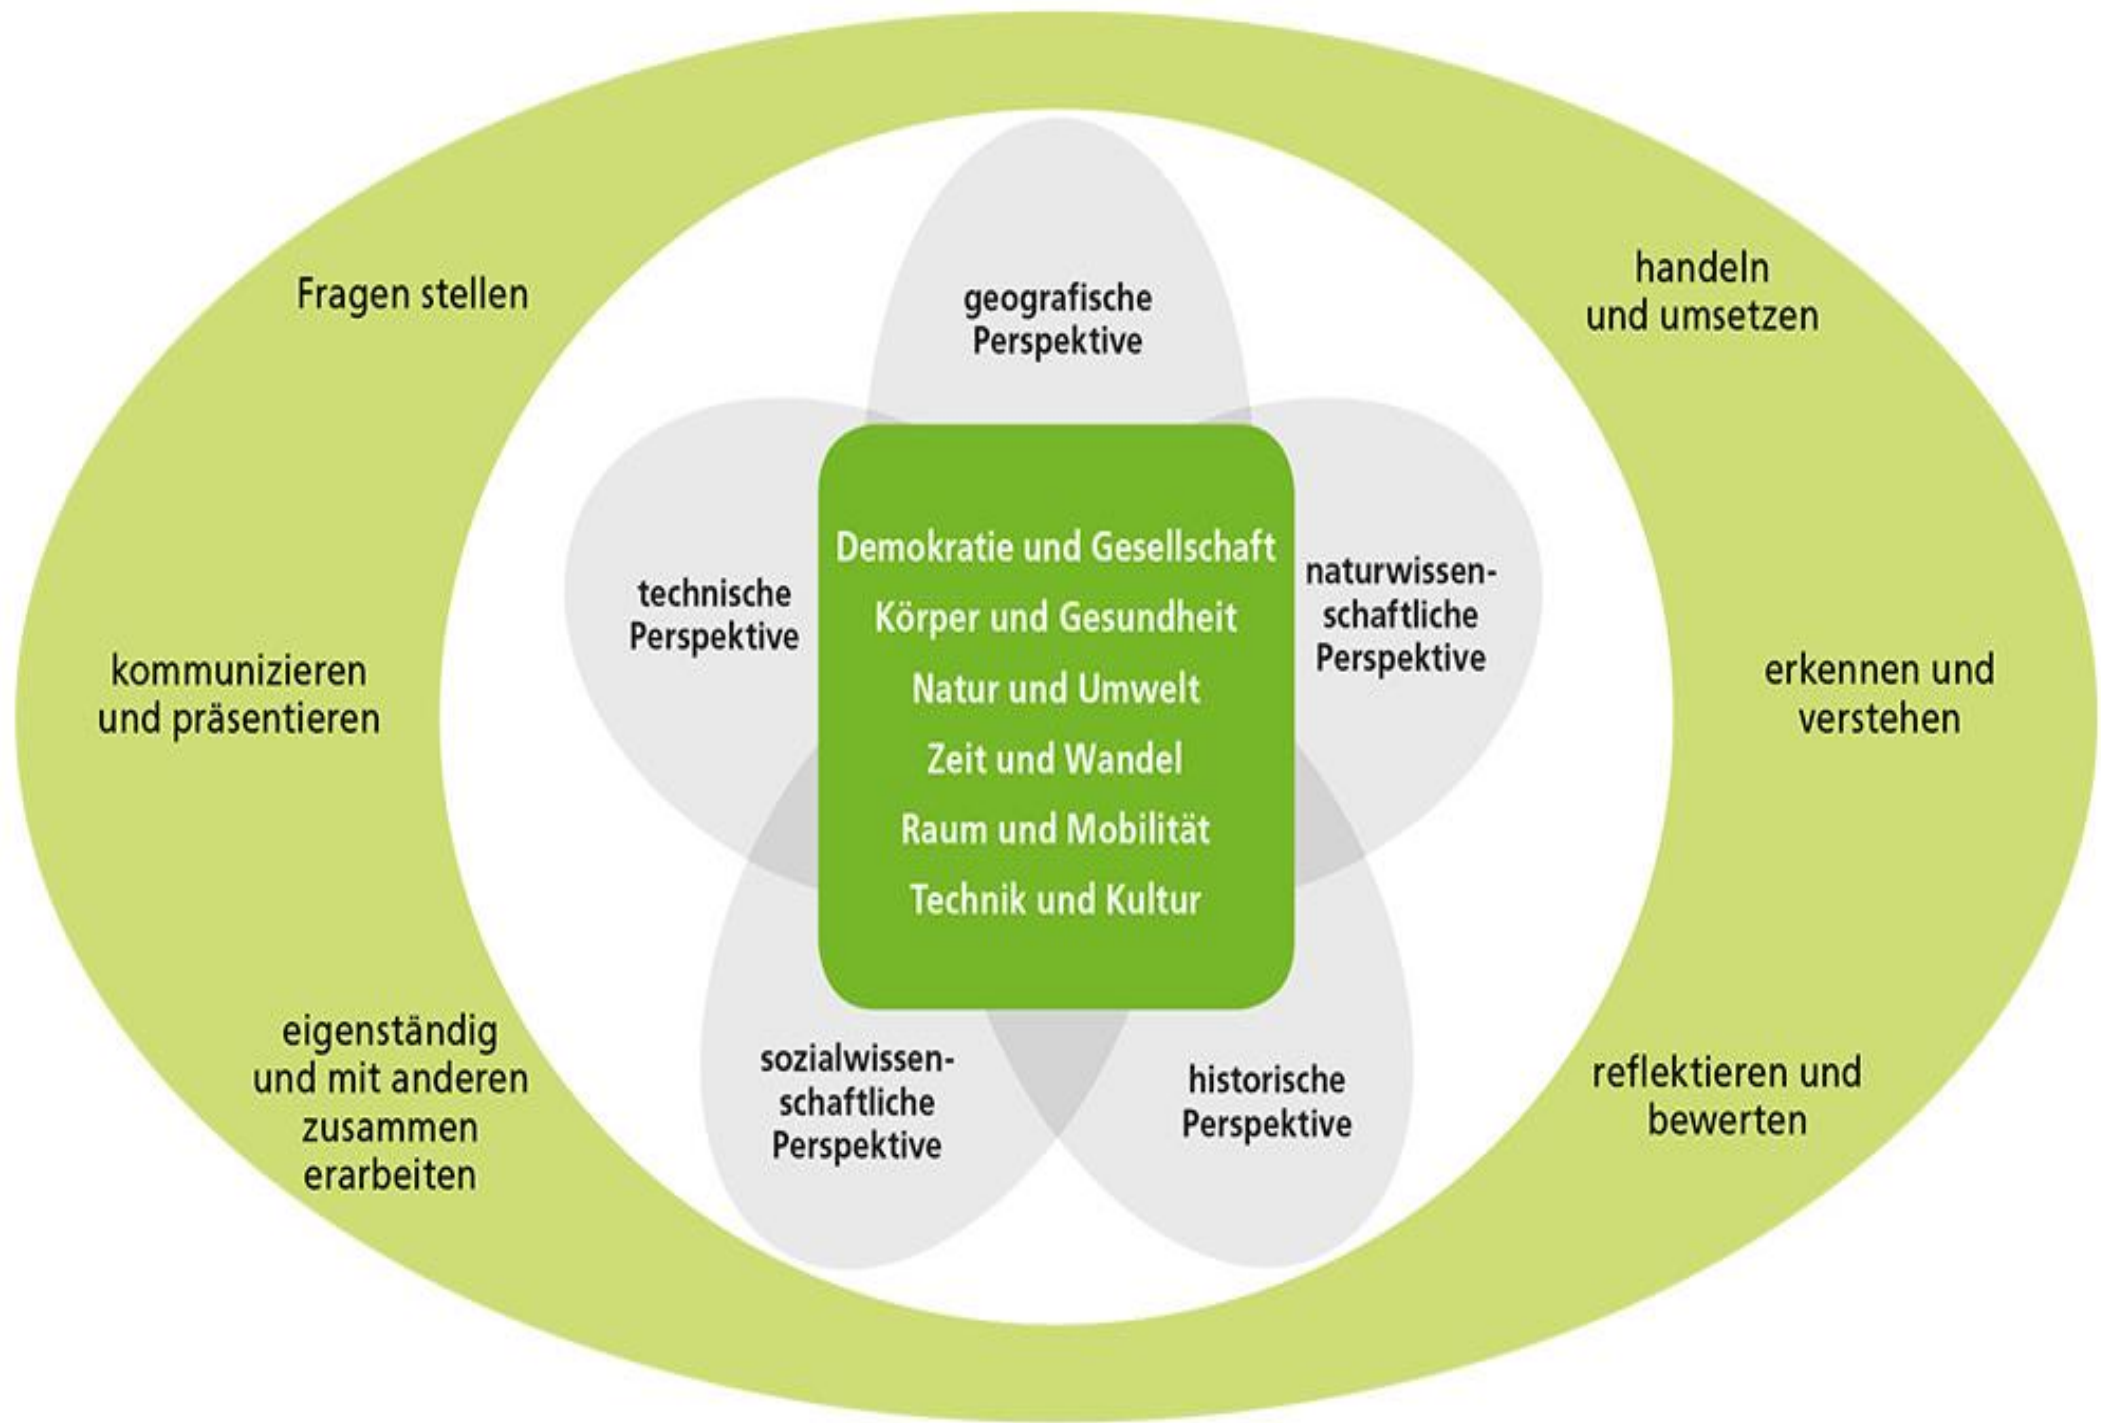 Fragen stellen
kommunizieren
und präsentieren
eigenständig
und mit anderen
zusammen
erarbeiten
geografische
Perspektive
technische
Perspektive
Demokratie und Gesellschaft
Körper und Gesundheit
Natur und Umwelt
Zeit und Wandel
Raum und Mobilität
Technik und Kultur
naturwissen-
schaftliche
Perspektive
sozialwissen-
schaftliche
Perspektive
historische
Perspektive
handeln
und umsetzen
erkennen und
verstehen
reflektieren und
bewerten